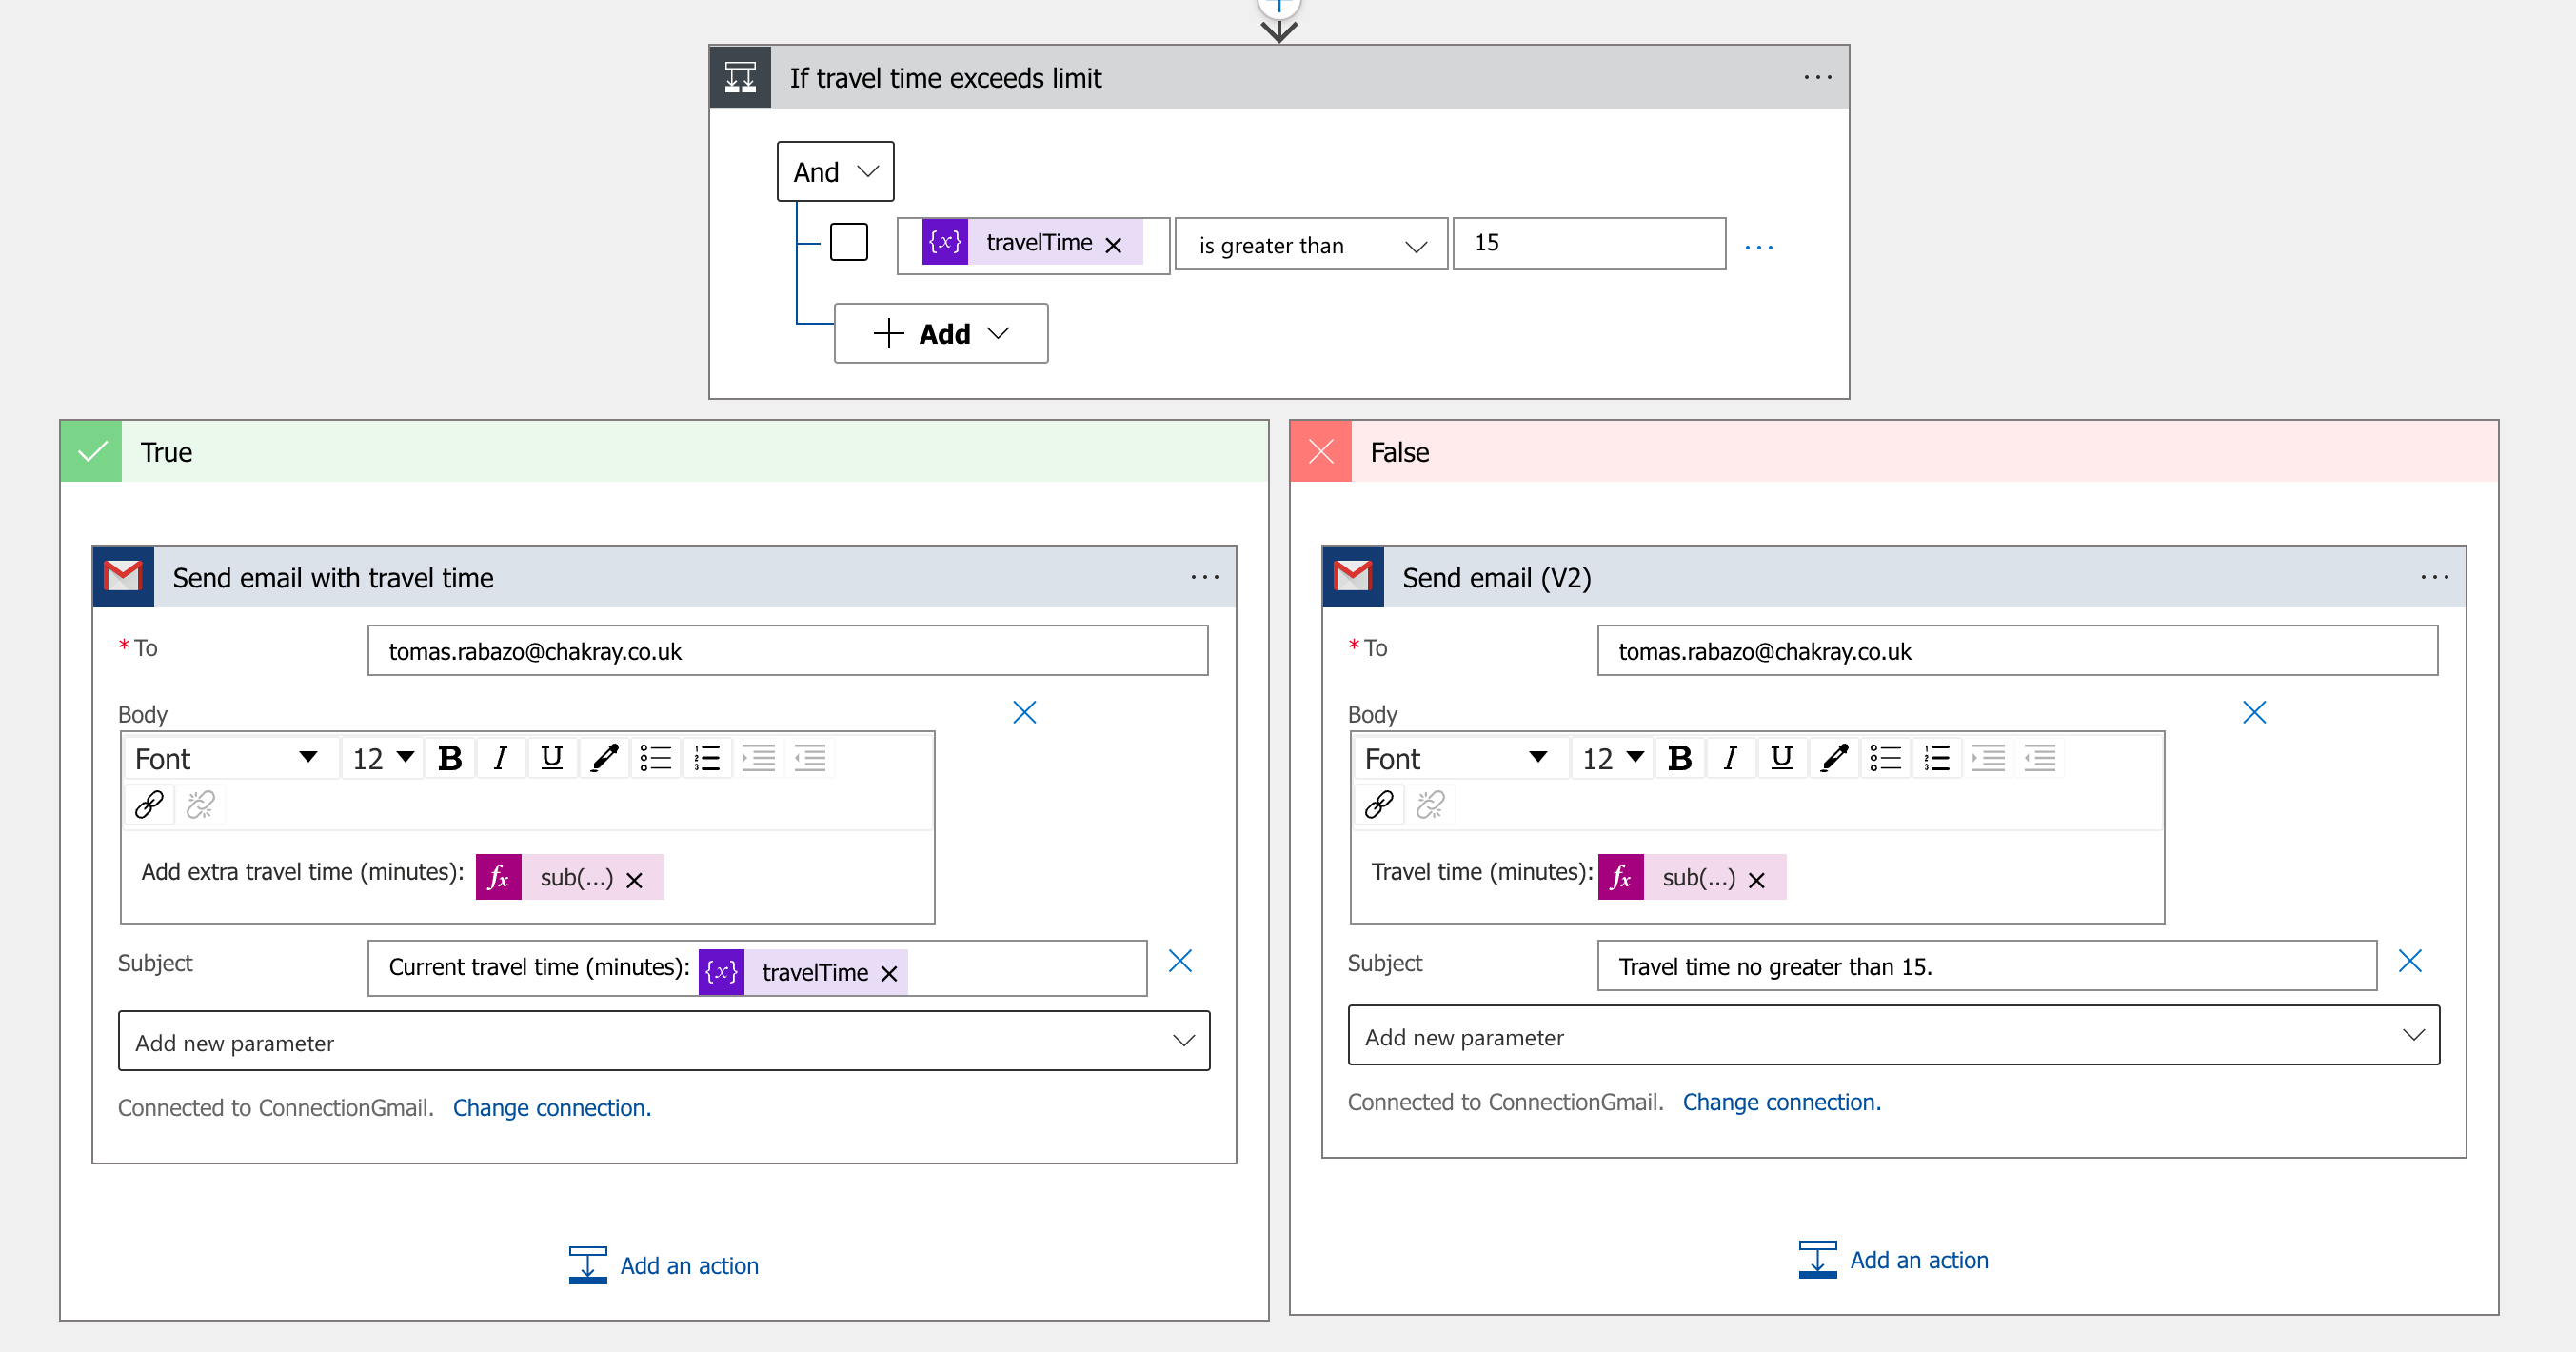 If travel time exceeds limit
And
{x} travelTime is greater than 15
Add
True
Send email with travel time
* To tomas.rabazo@chakray.co.uk
Body
Font 12 B I U
Add extra travel time (minutes): fx sub(...)
Subject Current travel time (minutes): {x} travelTime
Add new parameter
Connected to ConnectionGmail. Change connection.
Add an action
False
Send email (V2)
* To tomas.rabazo@chakray.co.uk
Body
Font 12 B I U
Travel time (minutes): fx sub(...)
Subject Travel time no greater than 15.
Add new parameter
Connected to ConnectionGmail. Change connection.
Add an action